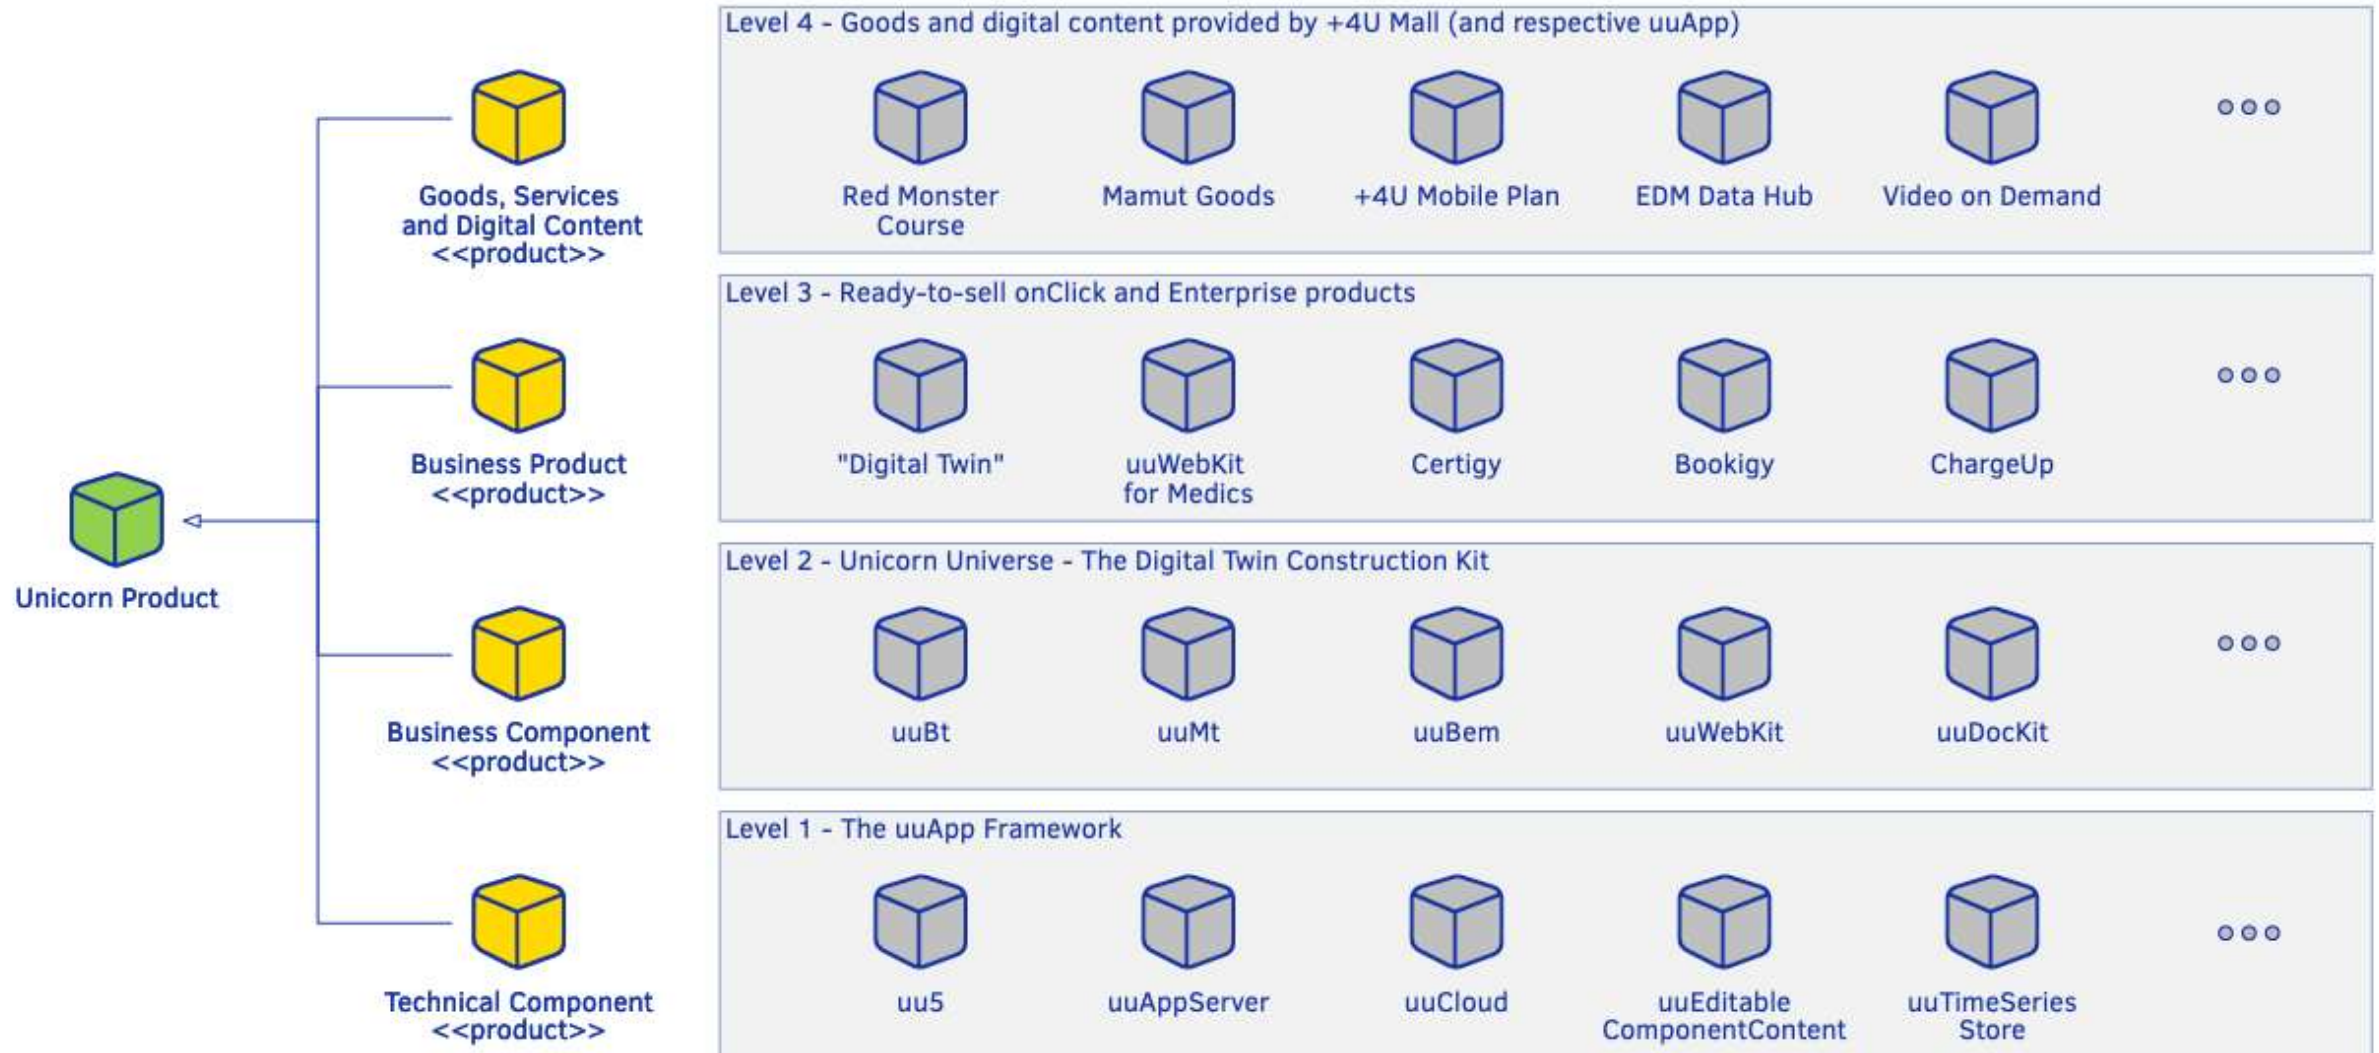 Level 4 - Goods and digital content provided by +4U Mall (and respective uuApp)
Goods, Services
and Digital Content
<<product>>
Red Monster
Course
Mamut Goods
+4U Mobile Plan
EDM Data Hub
Video on Demand
Level 3 - Ready-to-sell onClick and Enterprise products
Business Product
<<product>>
"Digital Twin"
uuWebKit
for Medics
Certigy
Bookigy
ChargeUp
Unicorn Product
Level 2 - Unicorn Universe - The Digital Twin Construction Kit
Business Component
<<product>>
uuBt
uuMt
uuBem
uuWebKit
uuDocKit
Level 1 - The uuApp Framework
Technical Component
<<product>>
uu5
uuAppServer
uuCloud
uuEditable
ComponentContent
uuTimeSeries
Store